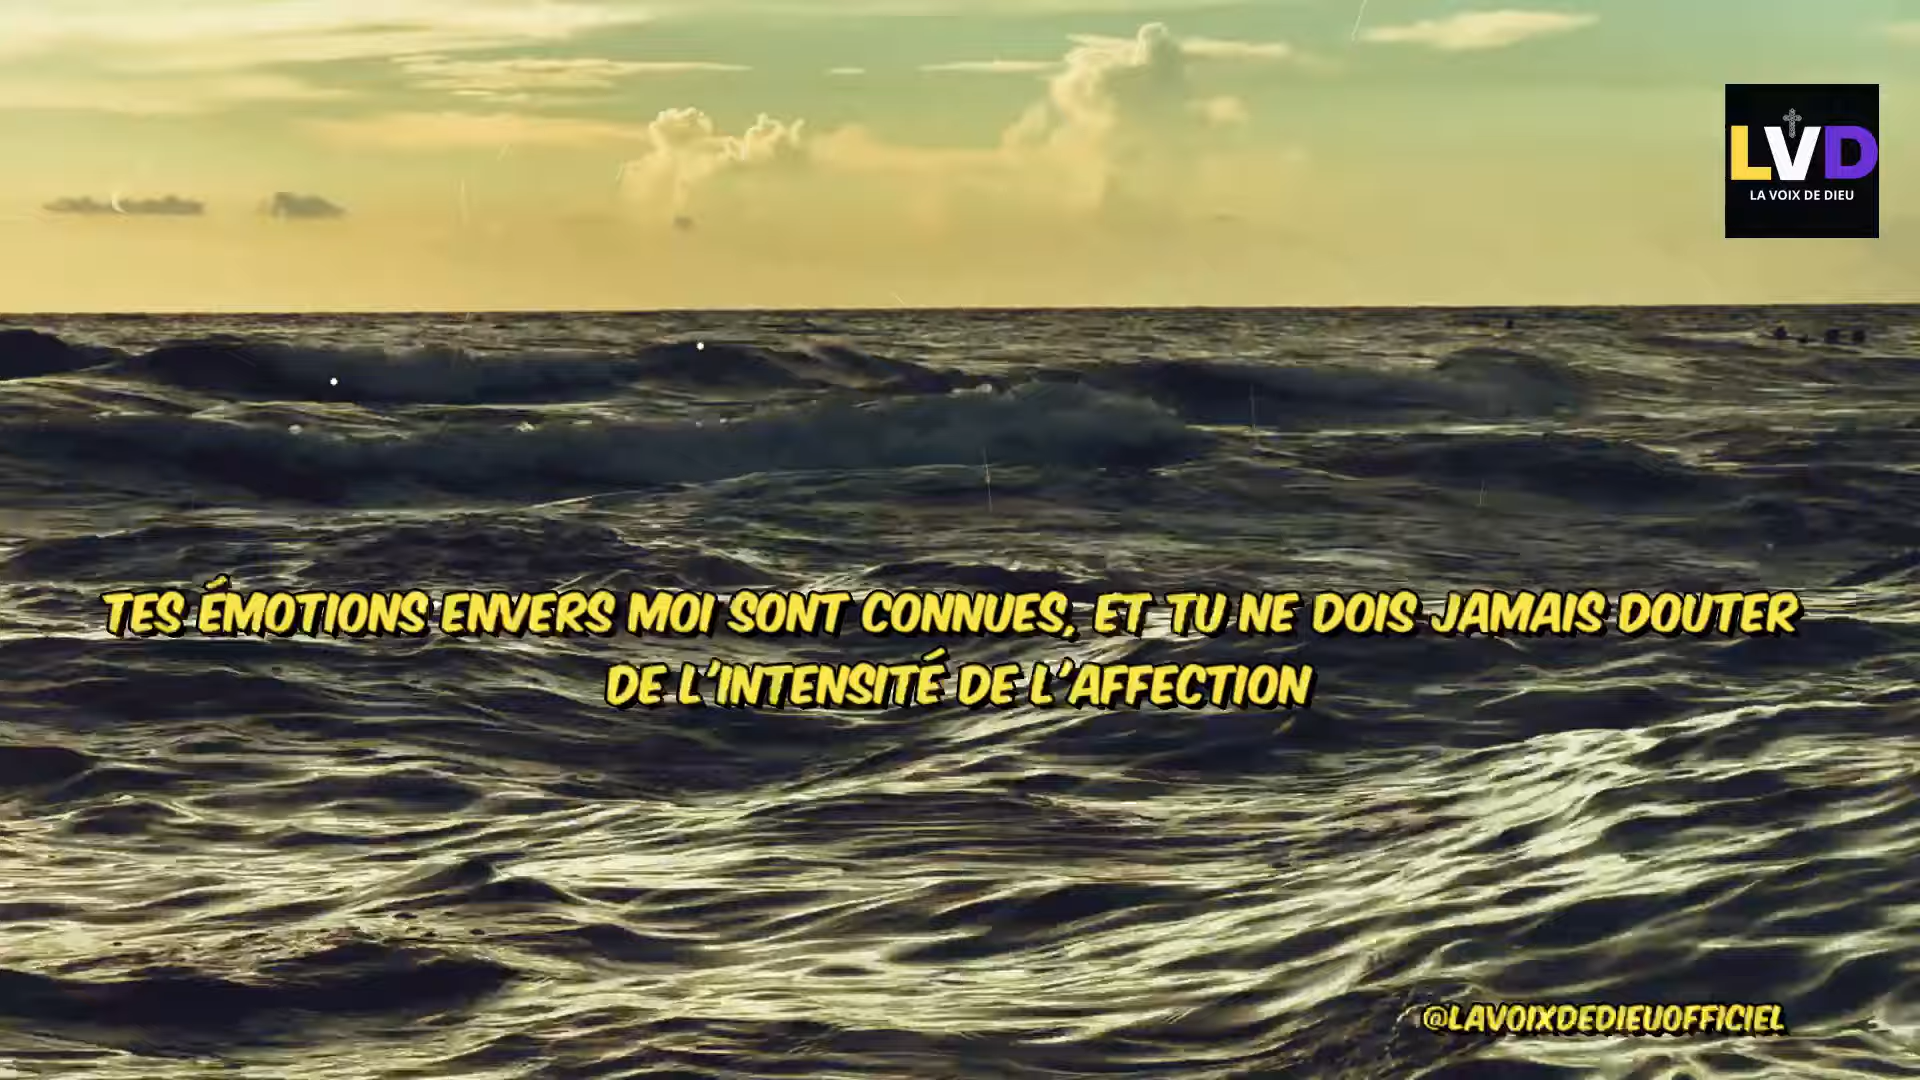 LVD
LA VOIX DE DIEU
TES ÉMOTIONS ENVERS MOI SONT CONNUES, ET TU NE DOIS JAMAIS DOUTER
DE L'INTENSITÉ DE L'AFFECTION
@LAVOIXDEDIEUOFFICIEL